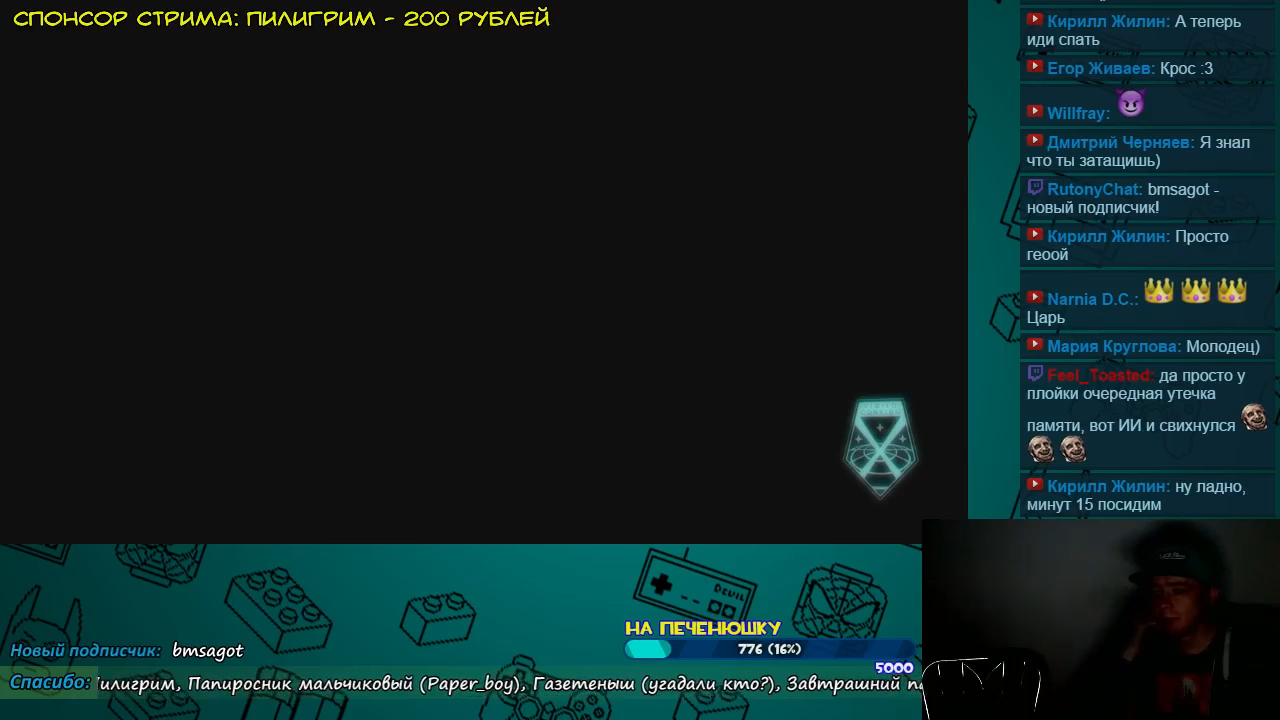 СПОНСОР СТРИМА: ПИЛИГРИМ - 200 РУБЛЕЙ
Кирилл Жилин: А теперь
иди спать
Егор Живаев: Крос :3
Willfray:
Дмитрий Черняев: Я знал
что ты затащишь)
RutonyChat: bmsagot -
новый подписчик!
Кирилл Жилин: Просто
геоой
Narnia D.C.:
Царь
Мария Круглова: Молодец)
Feel_Toasted: да просто у
плойки очередная утечка
памяти, вот ИИ и свихнулся
Кирилл Жилин: ну ладно,
минут 15 посидим
DEVIL
НА ПЕЧЕНЮШКУ
776 (16%)
5000
Новый подписчик: bmsagot
Спасибо: илигрим, Папиросник мальчиковый (Paper_boy), Газетеныш (угадали кто?), Завтрашний